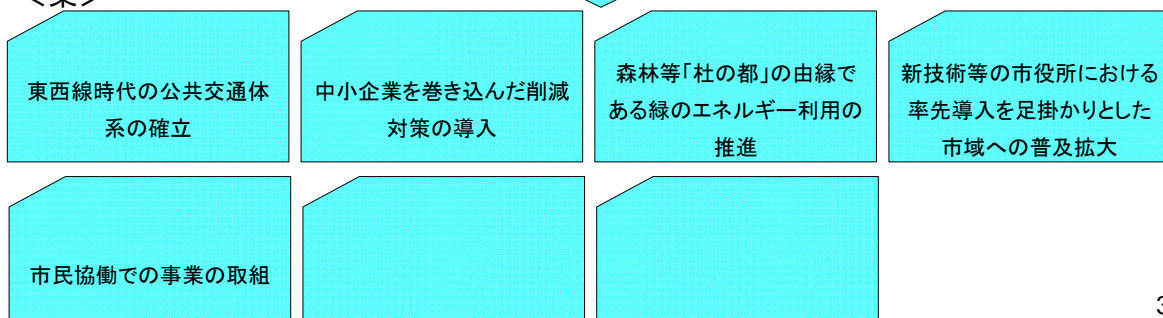 ＜案＞
東西線時代の公共交通体
系の確立
中小企業を巻き込んだ削減
対策の導入
森林等「杜の都」の由縁で
ある緑のエネルギー利用の
推進
新技術等の市役所における
率先導入を足掛かりとした
市域への普及拡大
市民協働での事業の取組
3